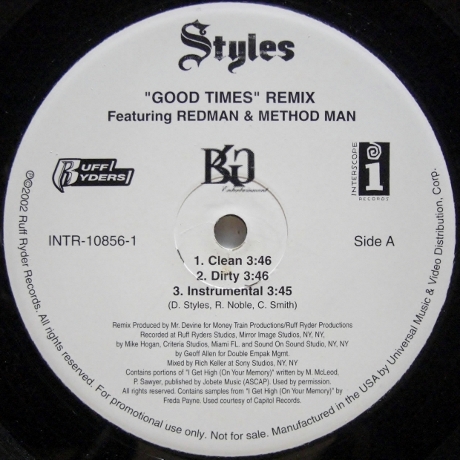 Styles
"GOOD TIMES" REMIX
Featuring REDMAN & METHOD MAN
RUFF RYDERS
Entertainment
INTERSCOPE RECORDS
INTR-10856-1
Side A
1. Clean 3:46
2. Dirty 3:46
3. Instrumental 3:45
(D. Styles, R. Noble, C. Smith)
Remix Produced by Mr. Devine for Money Train Productions/Ruff Ryder Productions
Recorded at Ruff Ryders Studios, Mirror Image Studios, NY, NY,
by Mike Hogan, Criteria Studios, Miami FL. and Sound On Sound Studio, NY, NY
by Geoff Allen for Double Empak Mgmt.
Mixed by Rich Keller at Sony Studios, NY, NY
Contains portions of "I Get High (On Your Memory)" written by M. McLeod,
P. Sawyer, published by Jobete Music (ASCAP). Used by permission.
All rights reserved. Contains samples from "I Get High (On Your Memory)" by
Freda Payne. Used courtesy of Capitol Records.
℗©2002 Ruff Ryder Records. All rights reserved. For promotional use only. Not for sale. Manufactured in the USA by Universal Music & Video Distribution, Corp.